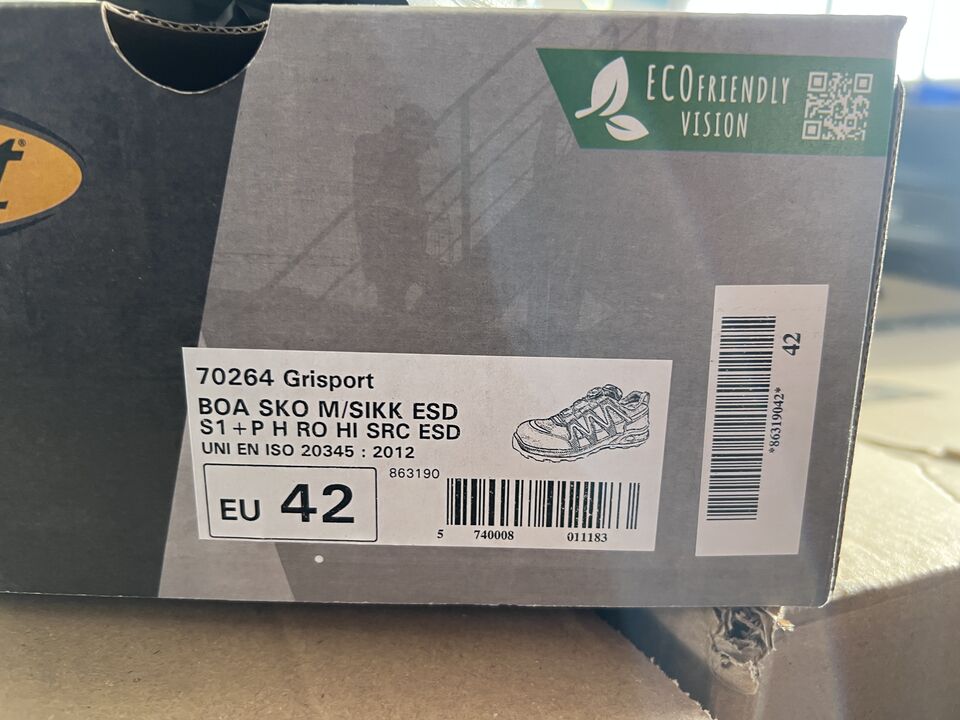 t®
ECOFRIENDLY
VISION
70264 Grisport
BOA SKO M/SIKK ESD
S1+P H RO HI SRC ESD
UNI EN ISO 20345 : 2012
863190
EU 42
5 740008 011183
42
*86319042*